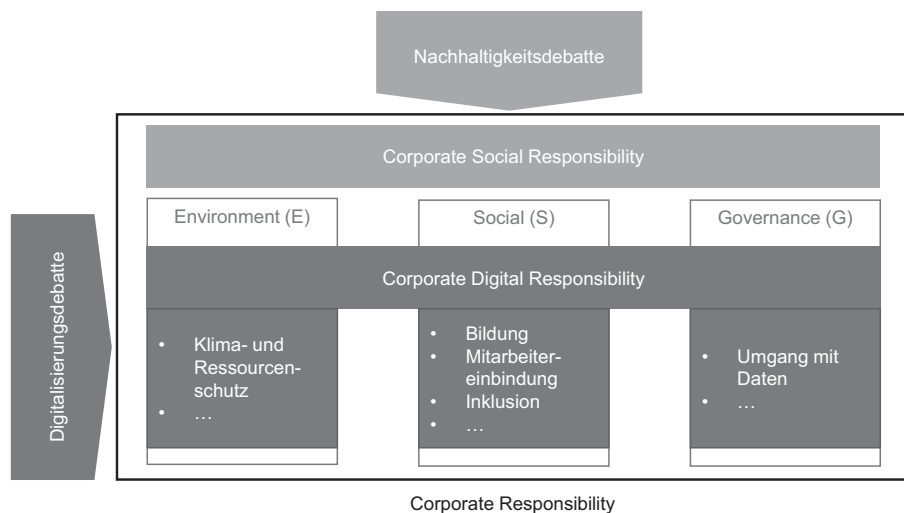 Nachhaltigkeitsdebatte
Corporate Social Responsibility
Environment (E)
Social (S)
Governance (G)
Digitalisierungsdebatte
Corporate Digital Responsibility
• Klima- und
Ressourcen-
schutz
• …
• Bildung
• Mitarbeiter-
einbindung
• Inklusion
• …
• Umgang mit
Daten
• …
Corporate Responsibility